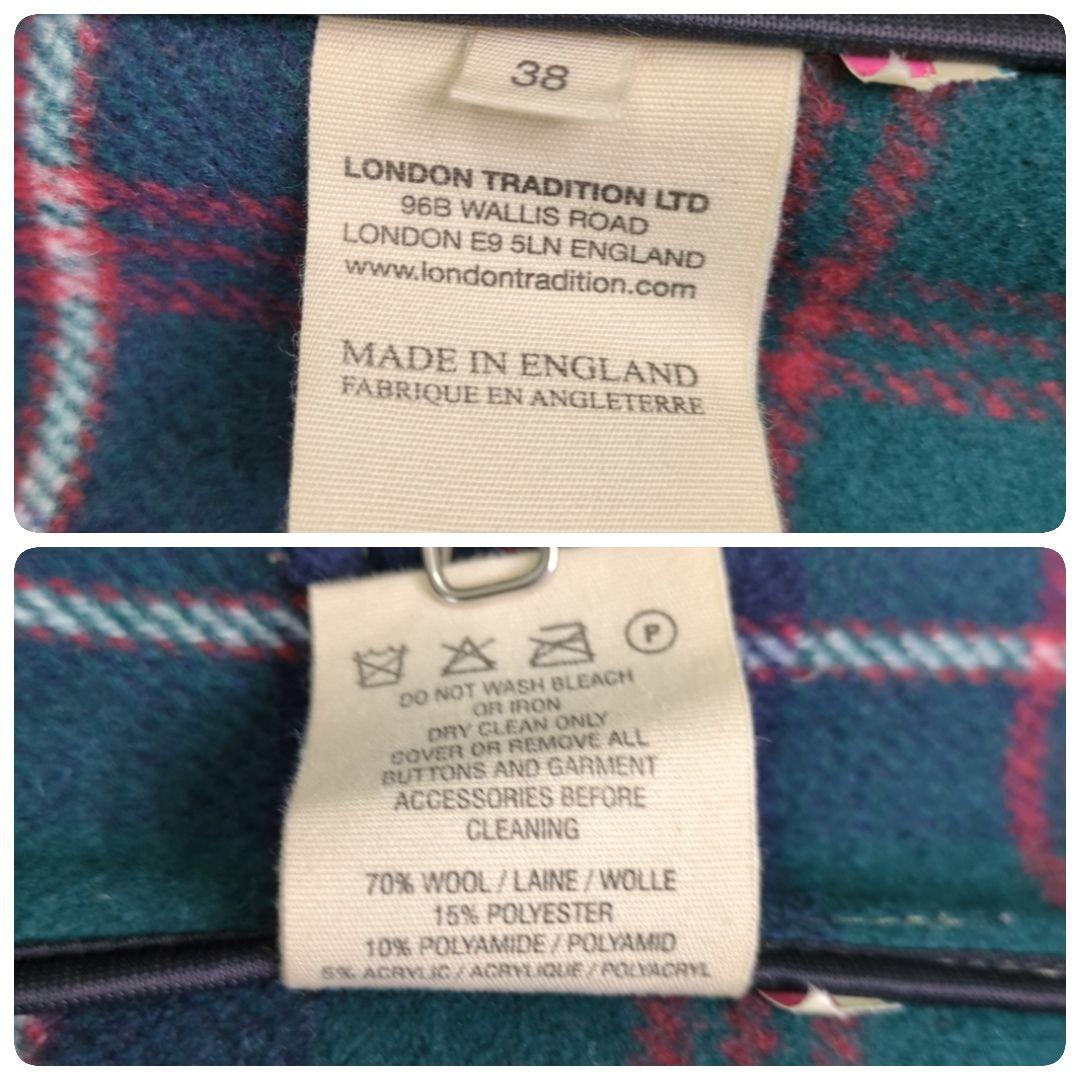 38
LONDON TRADITION LTD
96B WALLIS ROAD
LONDON E9 5LN ENGLAND
www.londontradition.com
MADE IN ENGLAND
FABRIQUE EN ANGLETERRE
P
DO NOT WASH BLEACH
OR IRON
DRY CLEAN ONLY
COVER OR REMOVE ALL
BUTTONS AND GARMENT
ACCESSORIES BEFORE
CLEANING
70% WOOL / LAINE / WOLLE
15% POLYESTER
10% POLYAMIDE / POLYAMID
5% ACRYLIC / ACRYLIQUE / POLYACRYL